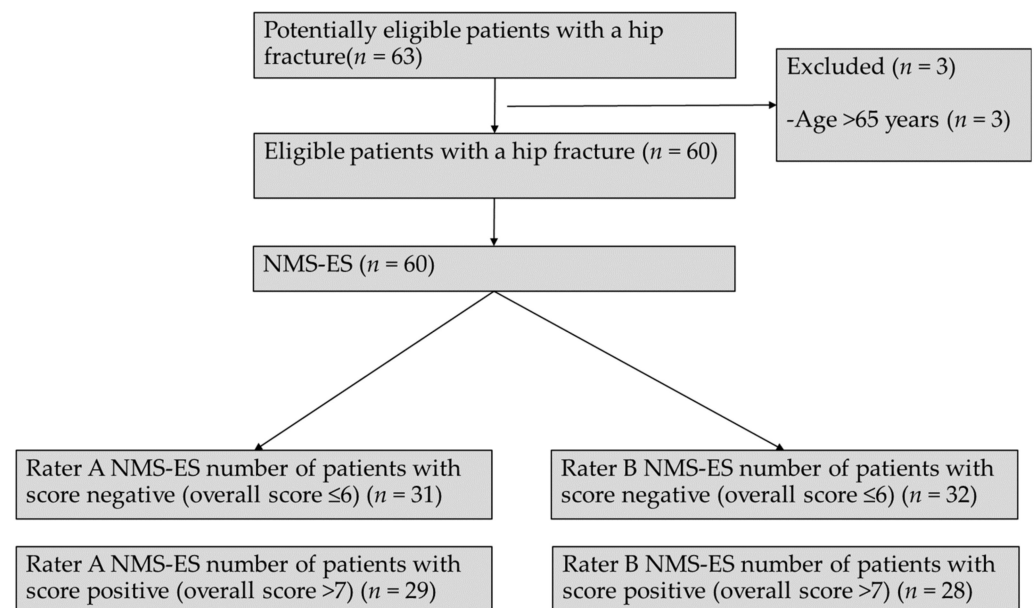 Potentially eligible patients with a hip
fracture(n = 63)
Excluded (n = 3)
-Age >65 years (n = 3)
Eligible patients with a hip fracture (n = 60)
NMS-ES (n = 60)
Rater A NMS-ES number of patients with
score negative (overall score ≤6) (n = 31)
Rater B NMS-ES number of patients with
score negative (overall score ≤6) (n = 32)
Rater A NMS-ES number of patients with
score positive (overall score >7) (n = 29)
Rater B NMS-ES number of patients with
score positive (overall score >7) (n = 28)